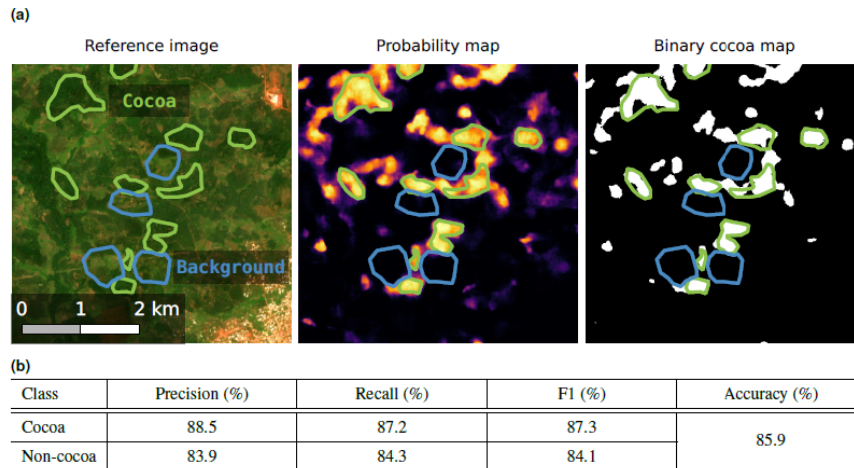 (a)
Reference image Probability map Binary cocoa map
Cocoa
Background
0 1 2 km
(b)
Class Precision (%) Recall (%) F1 (%) Accuracy (%)
Cocoa 88.5 87.2 87.3 85.9
Non-cocoa 83.9 84.3 84.1